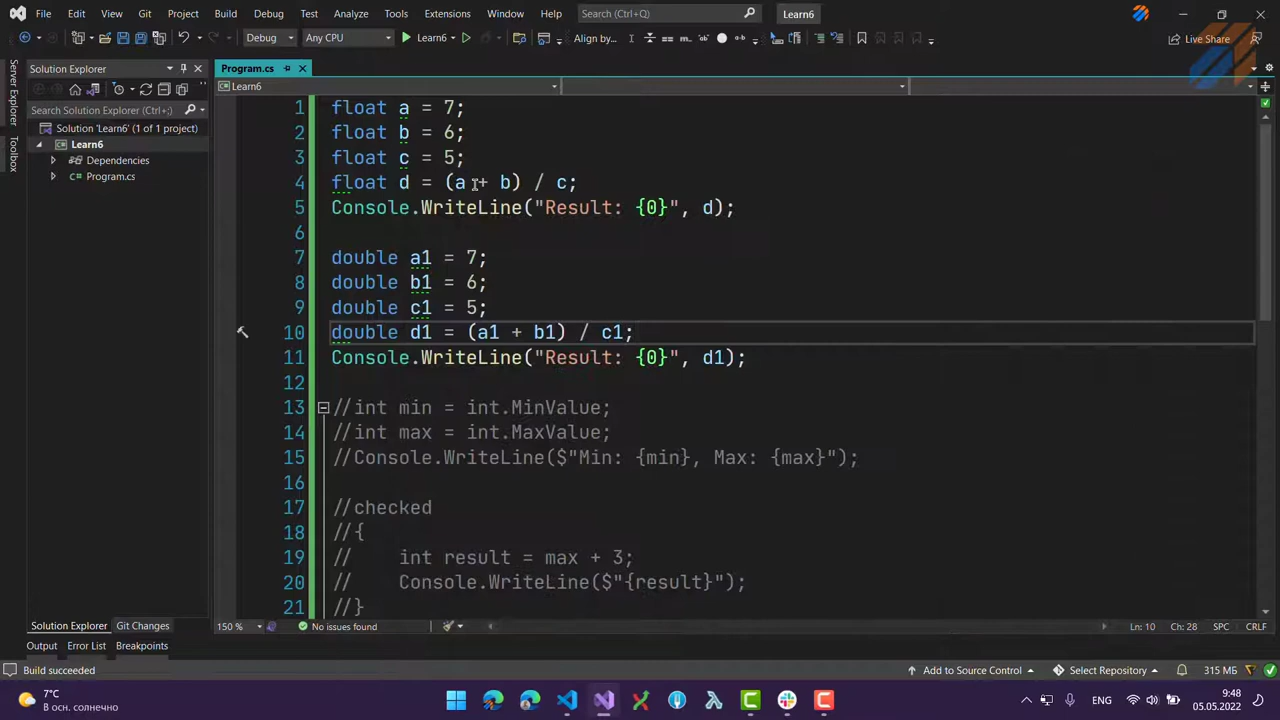 File Edit View Git Project Build Debug Test Analyze Tools Extensions Window Help Search (Ctrl+Q) Learn6
Debug Any CPU Learn6 Align by... Live Share
Server Explorer
Toolbox
Solution Explorer
Search Solution Explorer (Ctrl+;)
Solution 'Learn6' (1 of 1 project)
Learn6
Dependencies
Program.cs
Program.cs
Learn6
1 float a = 7;
2 float b = 6;
3 float c = 5;
4 float d = (a + b) / c;
5 Console.WriteLine("Result: {0}", d);
6
7 double a1 = 7;
8 double b1 = 6;
9 double c1 = 5;
10 double d1 = (a1 + b1) / c1;
11 Console.WriteLine("Result: {0}", d1);
12
13 //int min = int.MinValue;
14 //int max = int.MaxValue;
15 //Console.WriteLine($"Min: {min}, Max: {max}");
16
17 //checked
18 //{
19 //    int result = max + 3;
20 //    Console.WriteLine($"{result}");
21 //}
150 % No issues found Ln: 10 Ch: 28 SPC CRLF
Solution Explorer Git Changes
Output Error List Breakpoints
Build succeeded Add to Source Control Select Repository 315 МБ
7°C
В осн. солнечно
ENG
9:48
05.05.2022